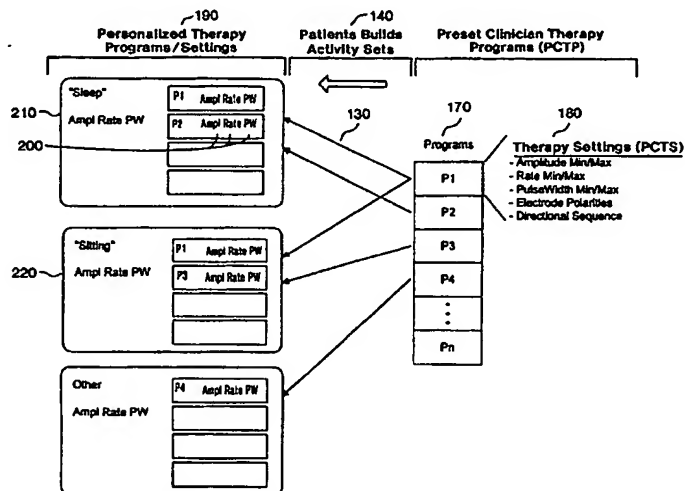 190
140
Personalized Therapy
Programs/Settings
Patients Builds
Activity Sets
Preset Clinician Therapy
Programs (PCTP)
210
"Sleep"
Ampl Rate PW
P1 Ampl Rate PW
P2 Ampl Rate PW
200
130
170
Programs
180
Therapy Settings (PCTS)
- Amplitude Min/Max
- Rate Min/Max
- PulseWidth Min/Max
- Electrode Polarities
- Directional Sequence
P1
P2
P3
P4
Pn
220
"Sitting"
Ampl Rate PW
P1 Ampl Rate PW
P3 Ampl Rate PW
Other
Ampl Rate PW
P4 Ampl Rate PW